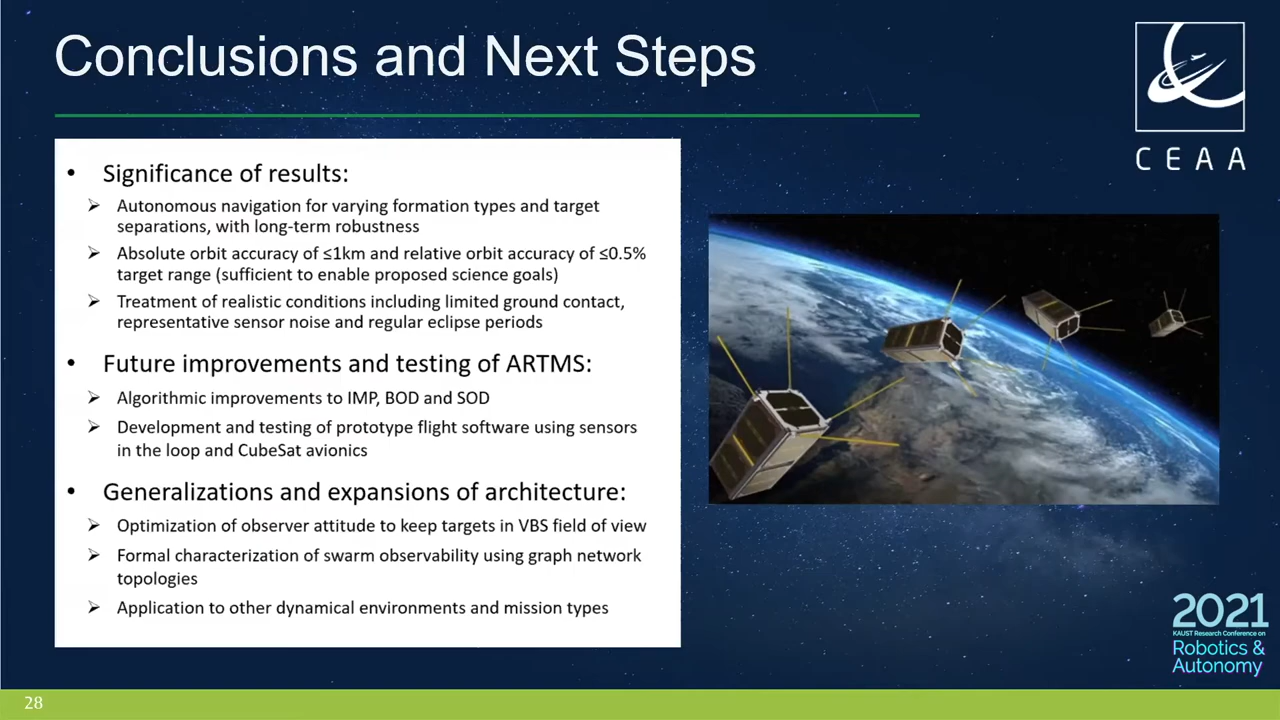 Conclusions and Next Steps
CEAA
• Significance of results:
➢ Autonomous navigation for varying formation types and target
separations, with long-term robustness
➢ Absolute orbit accuracy of ≤1km and relative orbit accuracy of ≤0.5%
target range (sufficient to enable proposed science goals)
➢ Treatment of realistic conditions including limited ground contact,
representative sensor noise and regular eclipse periods
• Future improvements and testing of ARTMS:
➢ Algorithmic improvements to IMP, BOD and SOD
➢ Development and testing of prototype flight software using sensors
in the loop and CubeSat avionics
• Generalizations and expansions of architecture:
➢ Optimization of observer attitude to keep targets in VBS field of view
➢ Formal characterization of swarm observability using graph network
topologies
➢ Application to other dynamical environments and mission types
2021
KAUST Research Conference on
Robotics &
Autonomy
28